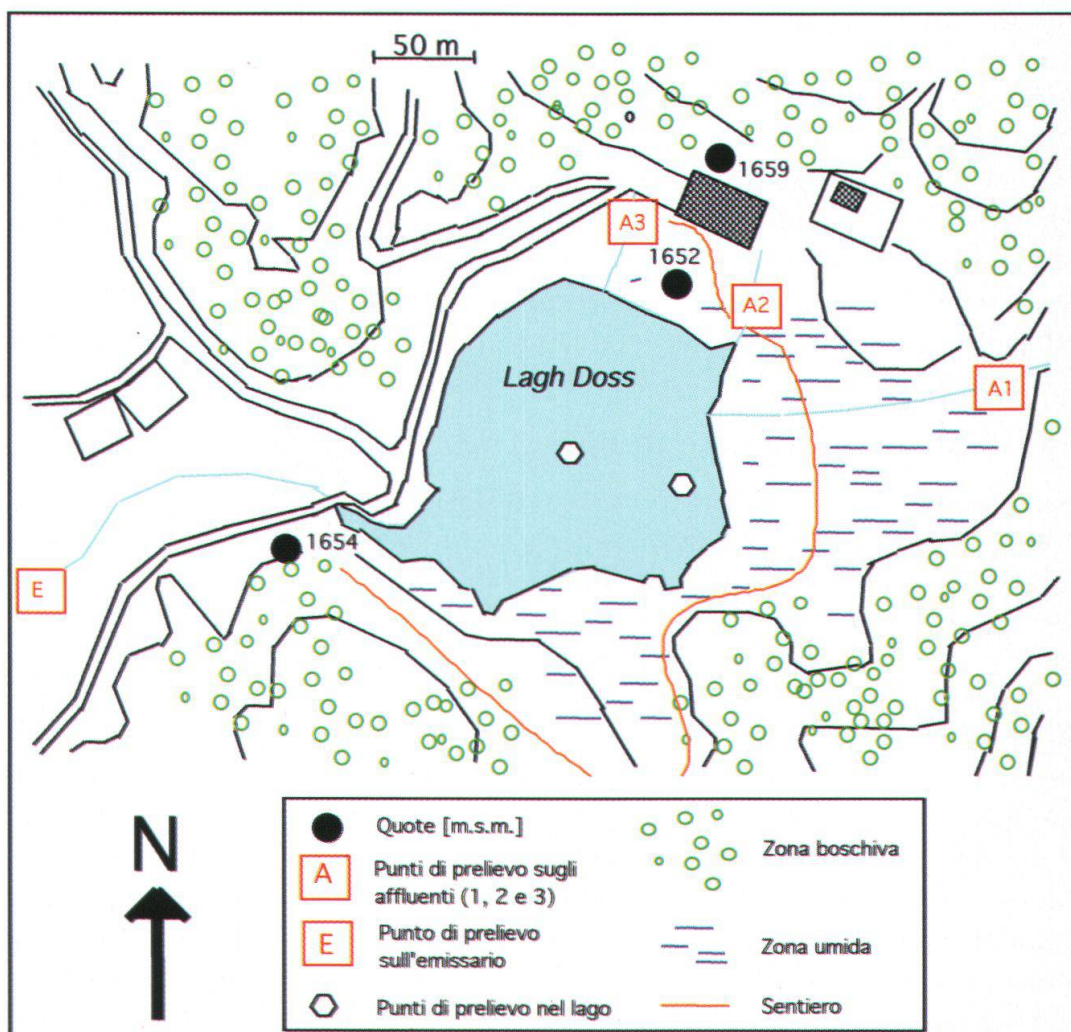 50 m
1659
A3
1652
A2
Lagh Doss
A1
1654
E
N
Quote [m.s.m.]
A
Punti di prelievo sugli
affluenti (1, 2 e 3)
E
Punto di prelievo
sull'emissario
Punti di prelievo nel lago
Zona boschiva
Zona umida
Sentiero